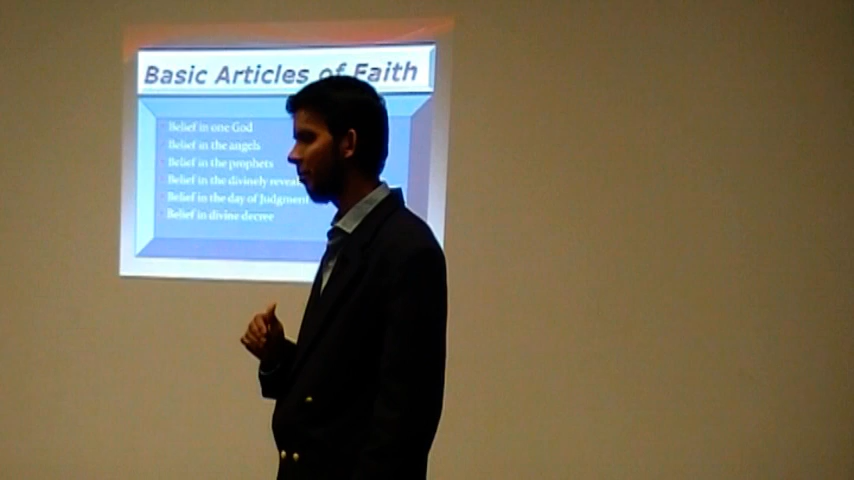 Basic Articles of Faith
Belief in one God
Belief in the angels
Belief in the prophets
Belief in the divinely
Belief in the day of Judgment
Belief in divine decree